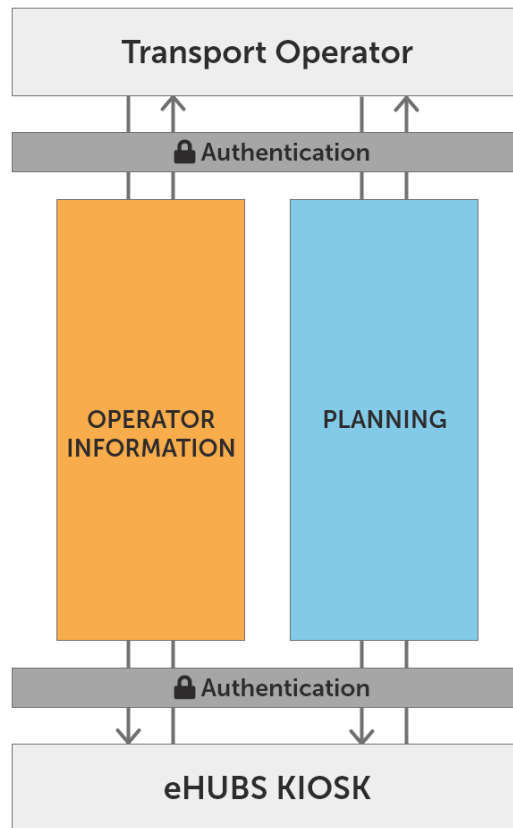 Transport Operator
Authentication
OPERATOR
INFORMATION
PLANNING
Authentication
eHUBS KIOSK